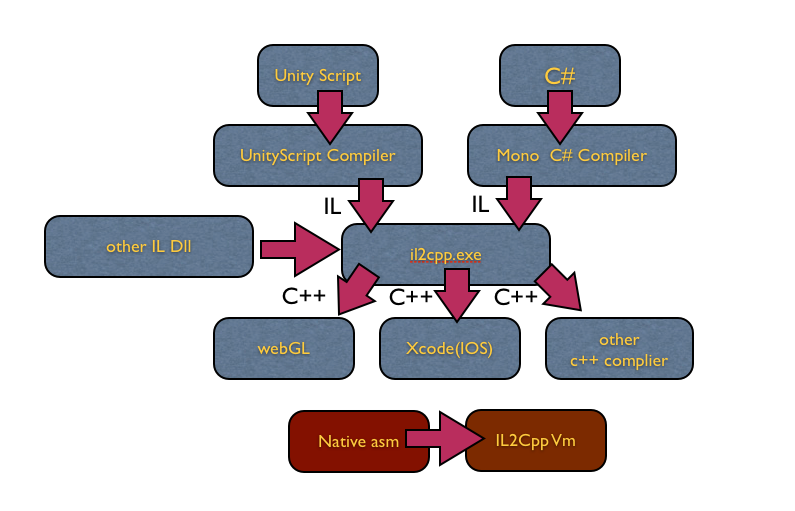 Unity Script
C#
UnityScript Compiler
Mono C# Compiler
IL
IL
other IL Dll
il2cpp.exe
C++
C++
C++
webGL
Xcode(IOS)
other
c++ complier
Native asm
IL2Cpp Vm